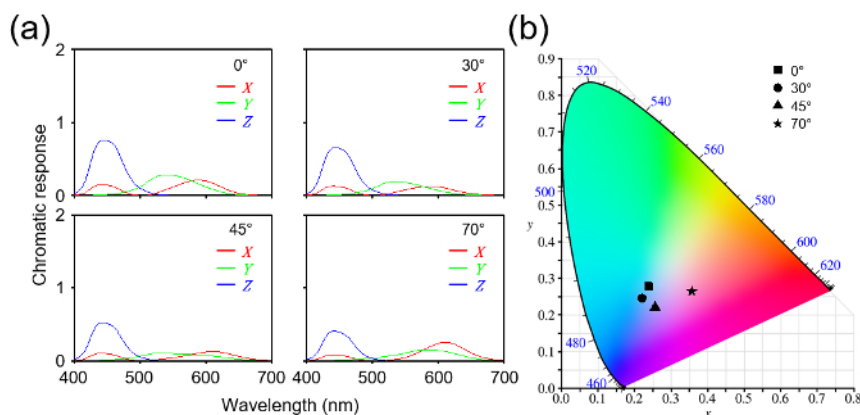 (a)
2
1
0
Chromatic response
0°
X
Y
Z
30°
X
Y
Z
2
1
0
45°
X
Y
Z
70°
X
Y
Z
400 500 600 700
400 500 600 700
Wavelength (nm)
(b)
0.9
0.8
0.7
0.6
0.5
0.4
0.3
0.2
0.1
0.0
y
520
540
560
580
600
620
500
480
460
0°
30°
45°
70°
0.0 0.1 0.2 0.3 0.4 0.5 0.6 0.7 0.8
x